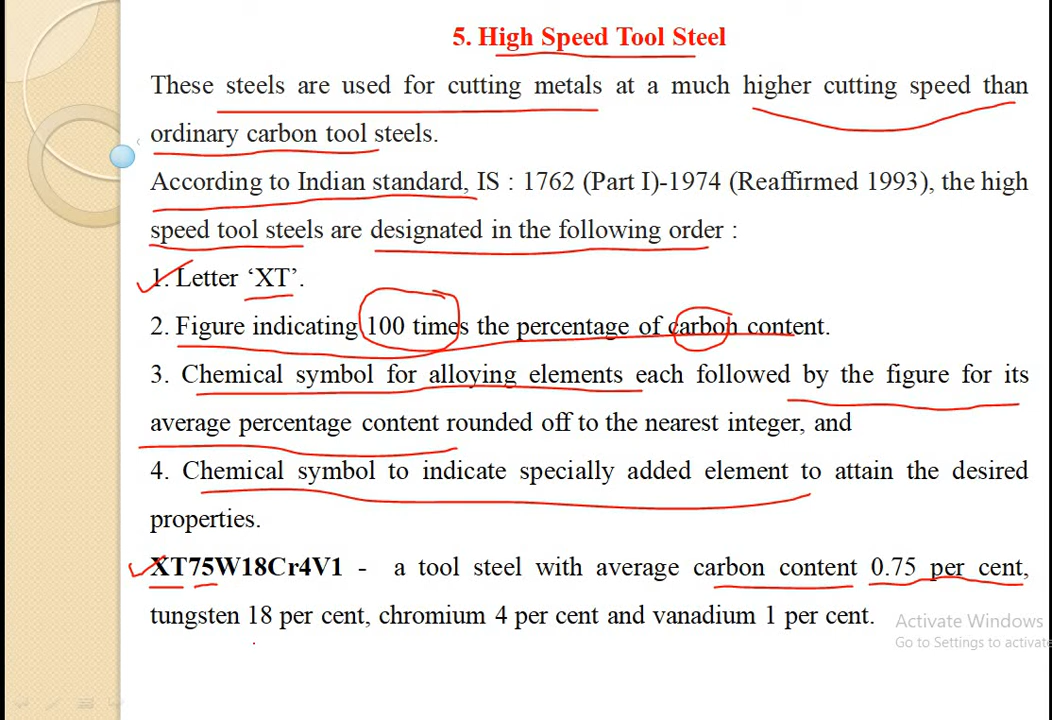 5. High Speed Tool Steel
These steels are used for cutting metals at a much higher cutting speed than
ordinary carbon tool steels.
According to Indian standard, IS : 1762 (Part I)-1974 (Reaffirmed 1993), the high
speed tool steels are designated in the following order :
1. Letter ‘XT’.
2. Figure indicating 100 times the percentage of carbon content.
3. Chemical symbol for alloying elements each followed by the figure for its
average percentage content rounded off to the nearest integer, and
4. Chemical symbol to indicate specially added element to attain the desired
properties.
XT75W18Cr4V1 - a tool steel with average carbon content 0.75 per cent,
tungsten 18 per cent, chromium 4 per cent and vanadium 1 per cent.
Activate Windows
Go to Settings to activate